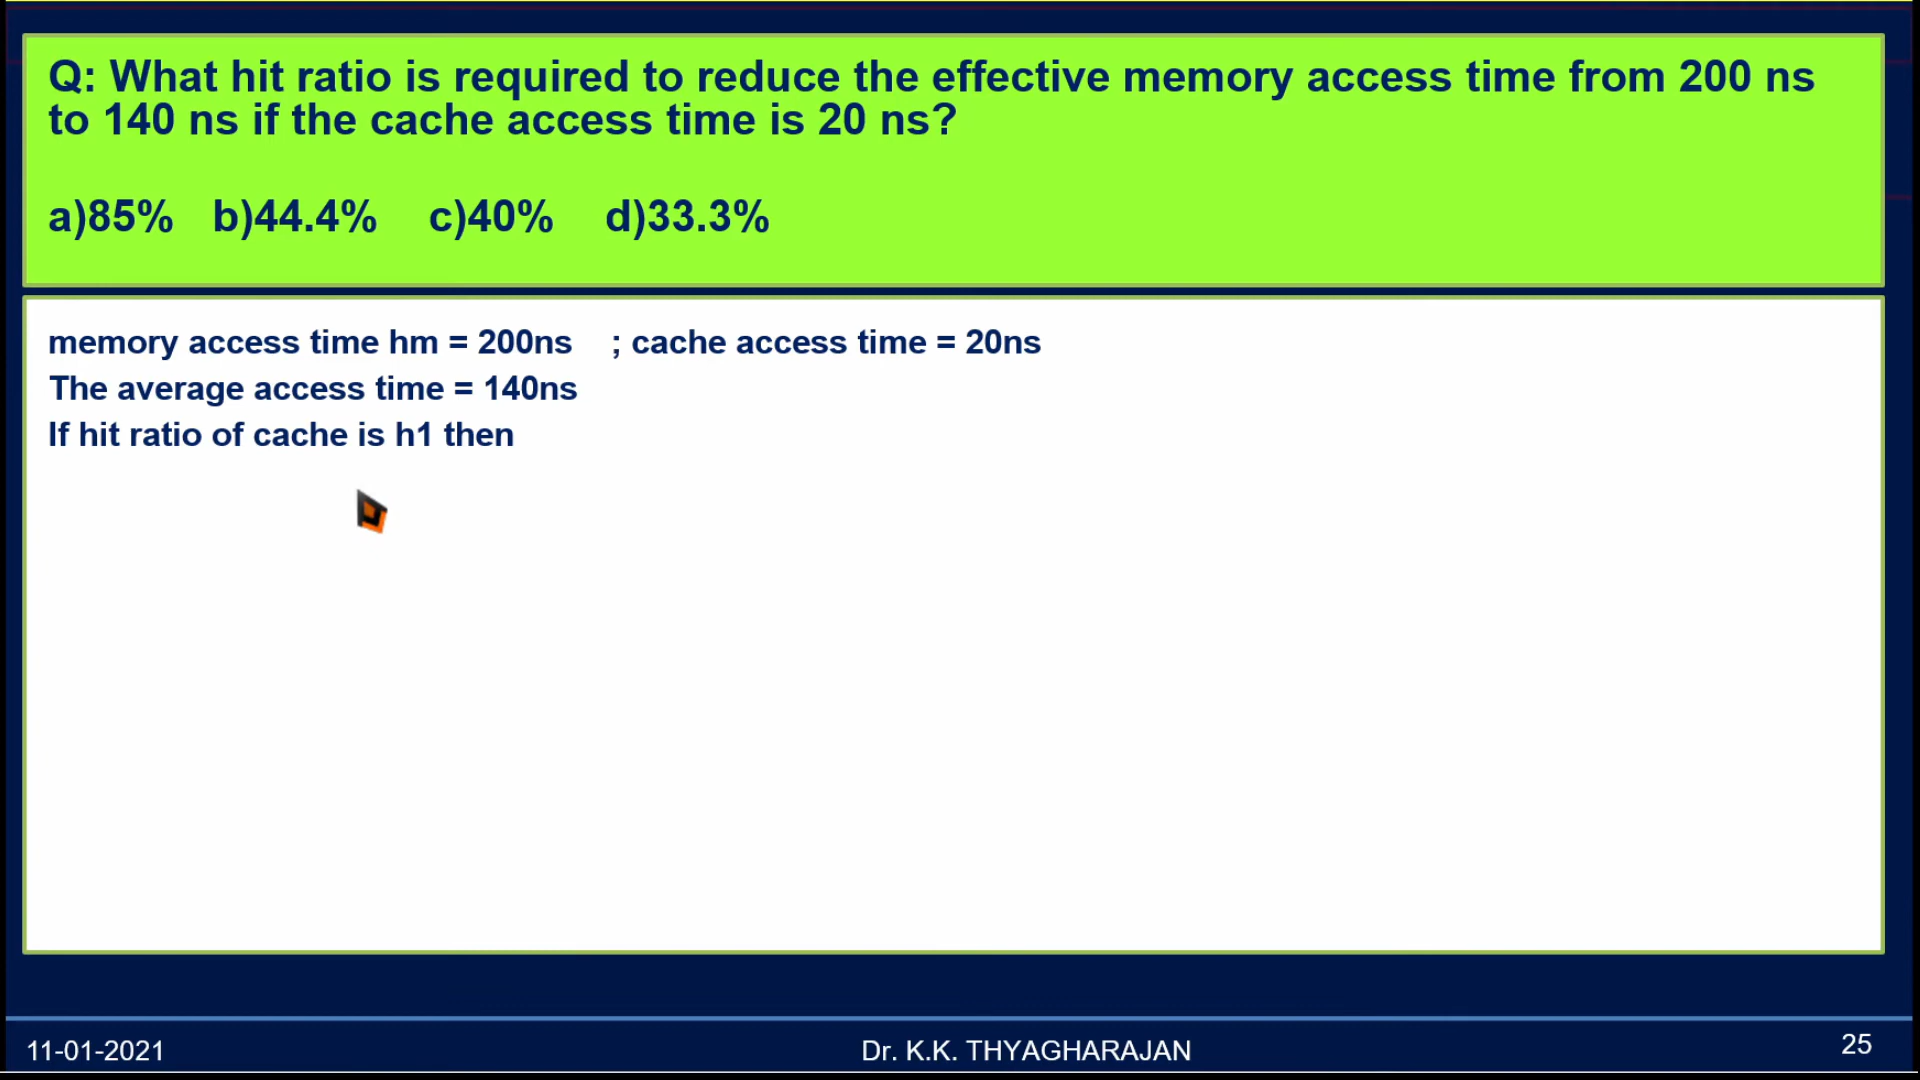 Q: What hit ratio is required to reduce the effective memory access time from 200 ns
to 140 ns if the cache access time is 20 ns?
a)85% b)44.4% c)40% d)33.3%
memory access time hm = 200ns ; cache access time = 20ns
The average access time = 140ns
If hit ratio of cache is h1 then
11-01-2021 Dr. K.K. THYAGHARAJAN 25